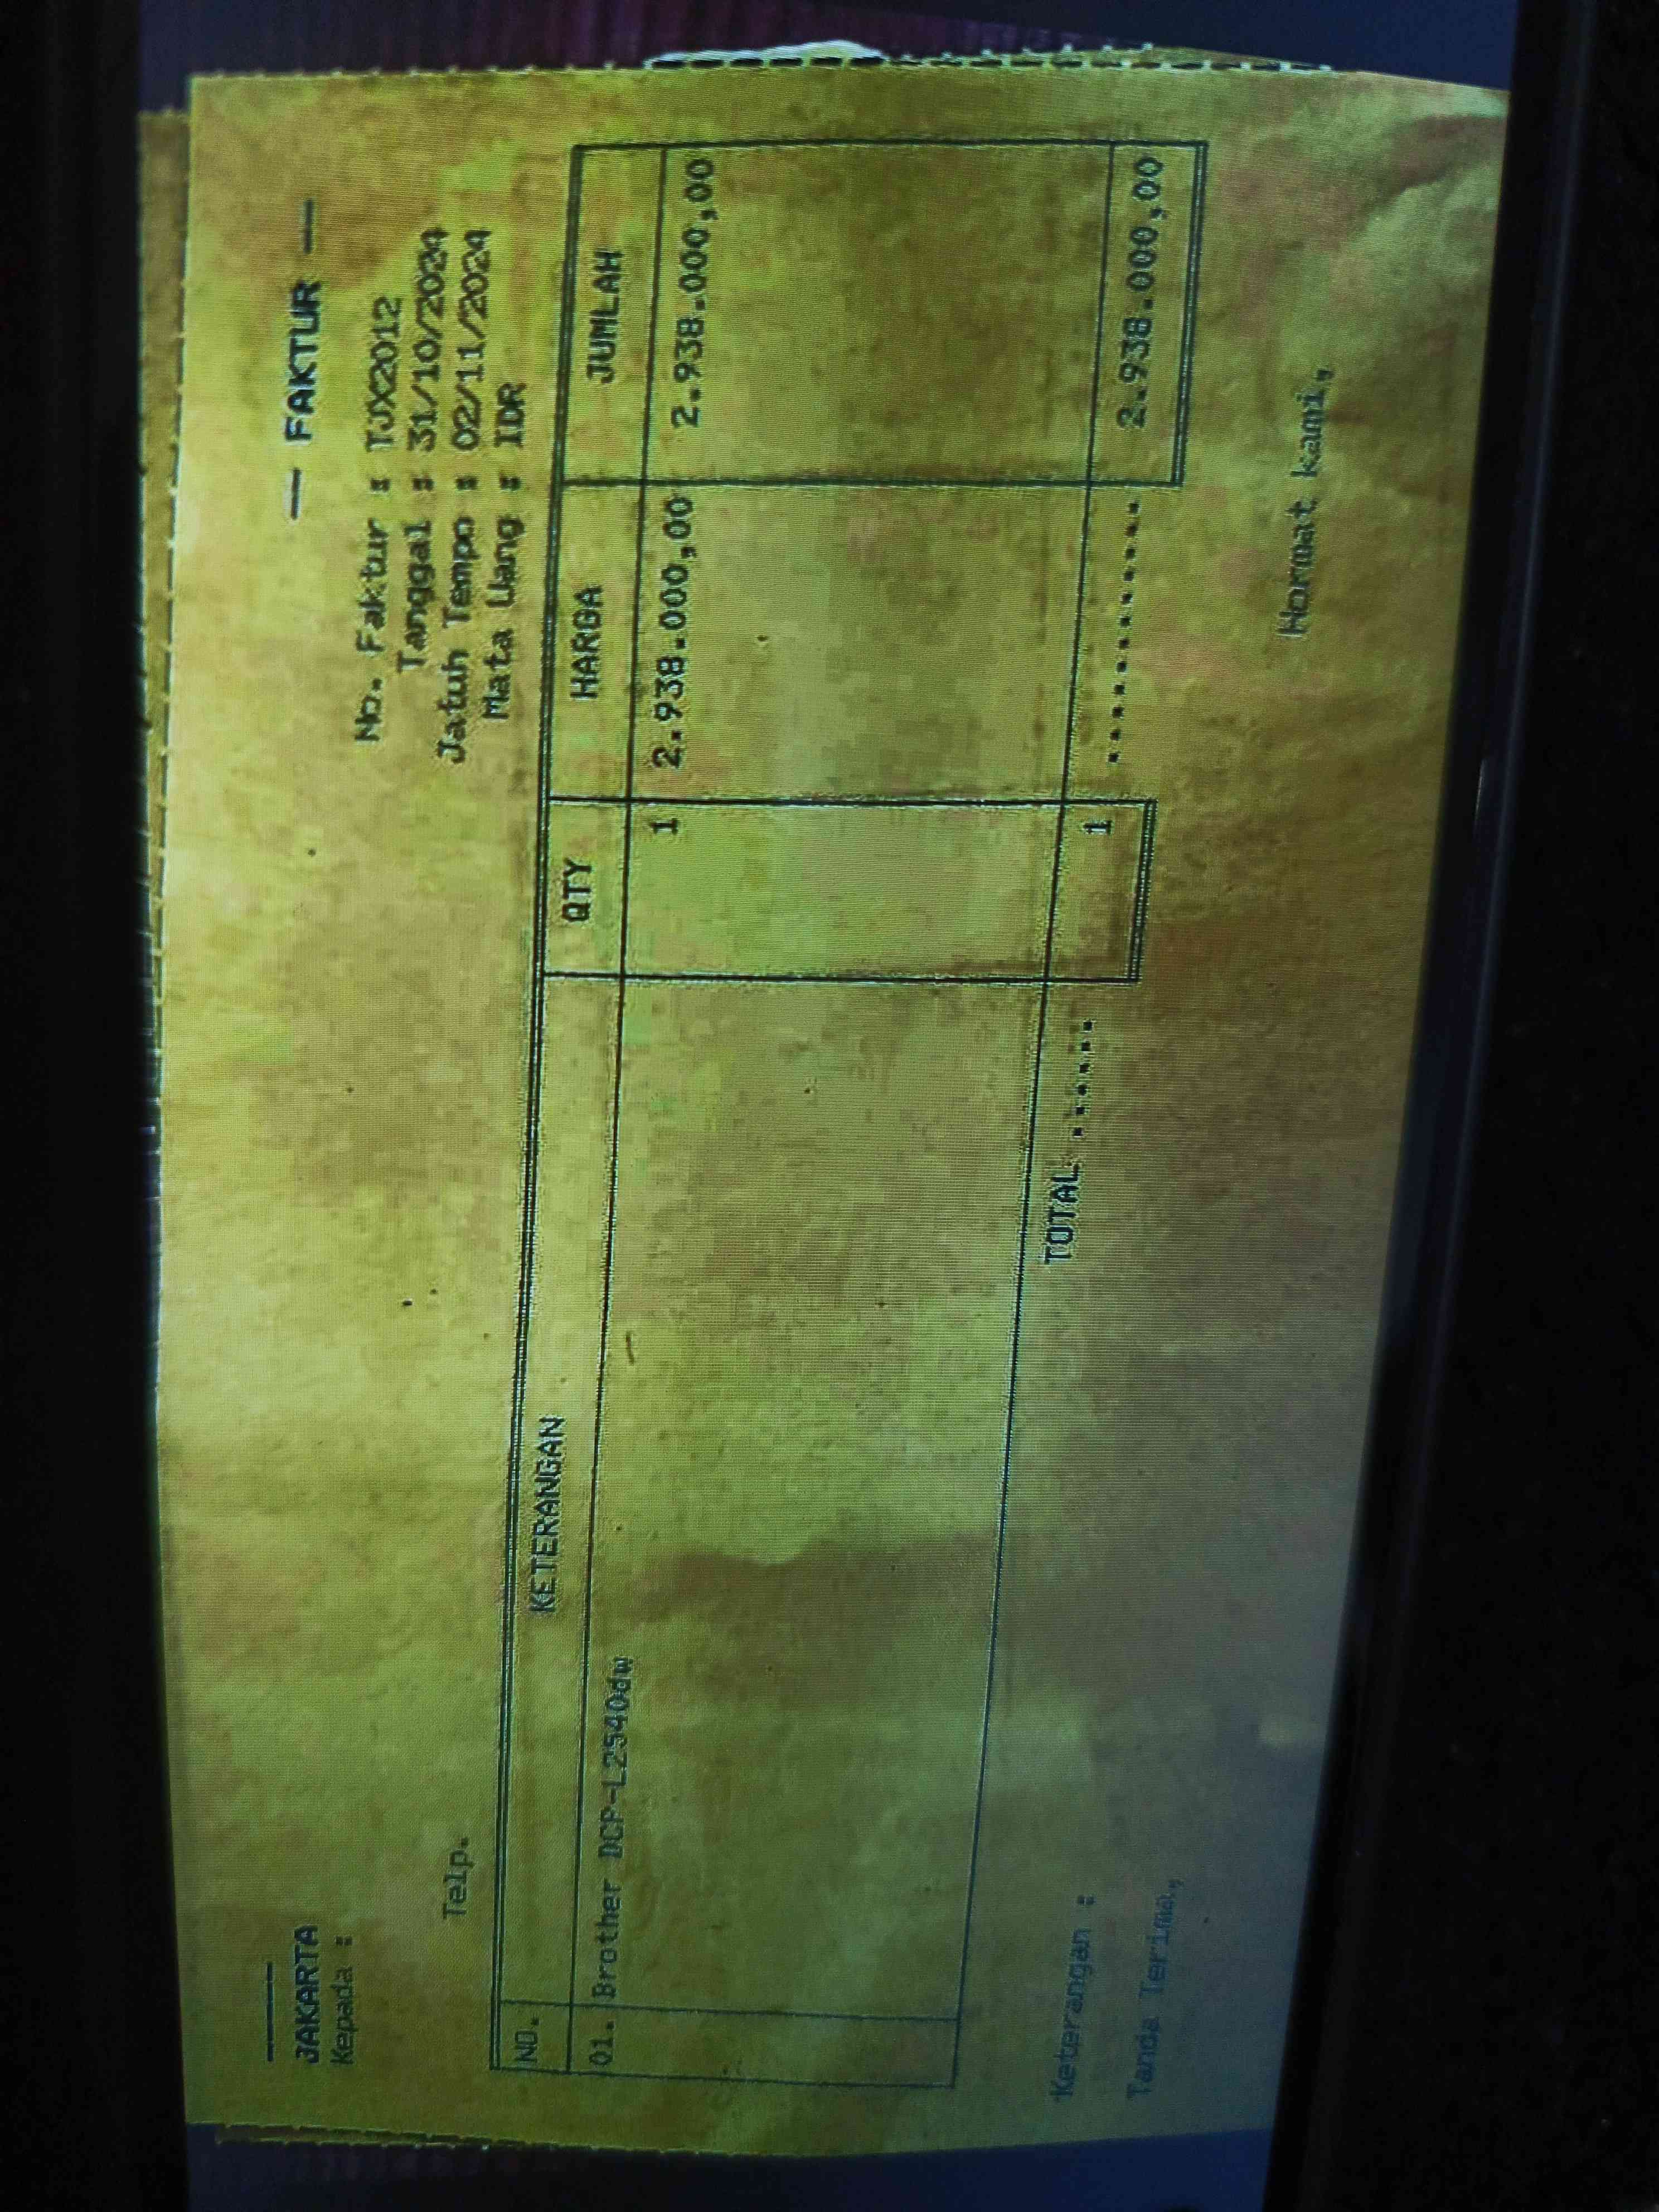 — FAKTUR —
JAKARTA
Kepada :
No. Faktur : TJX2012
Tanggal : 31/10/2024
Jatuh Tempo : 02/11/2024
Telp.
Mata Uang : IDR
NO. KETERANGAN QTY HARGA JUMLAH
01. Brother DCP-L2540dw 1 2.938.000,00 2.938.000,00
TOTAL ....... 1 ............... 2.938.000,00
Keterangan :
Tanda Terima, Hormat kami,